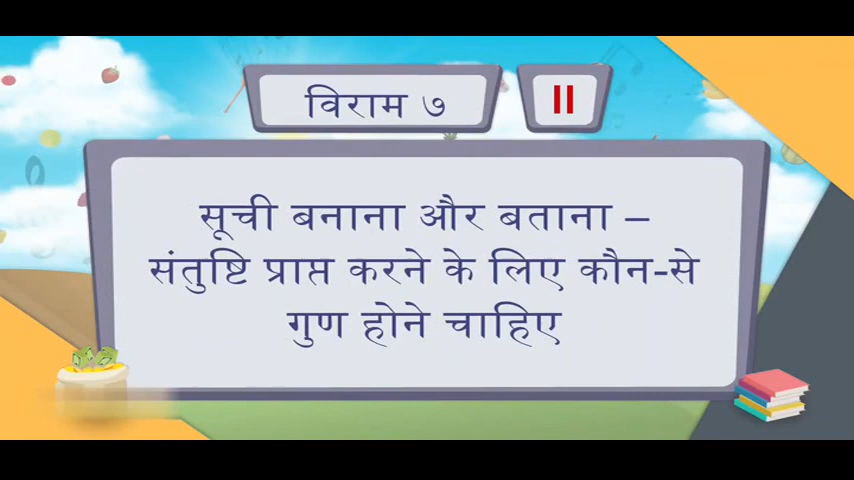 विराम ७
II
सूची बनाना और बताना –
संतुष्टि प्राप्त करने के लिए कौन-से
गुण होने चाहिए